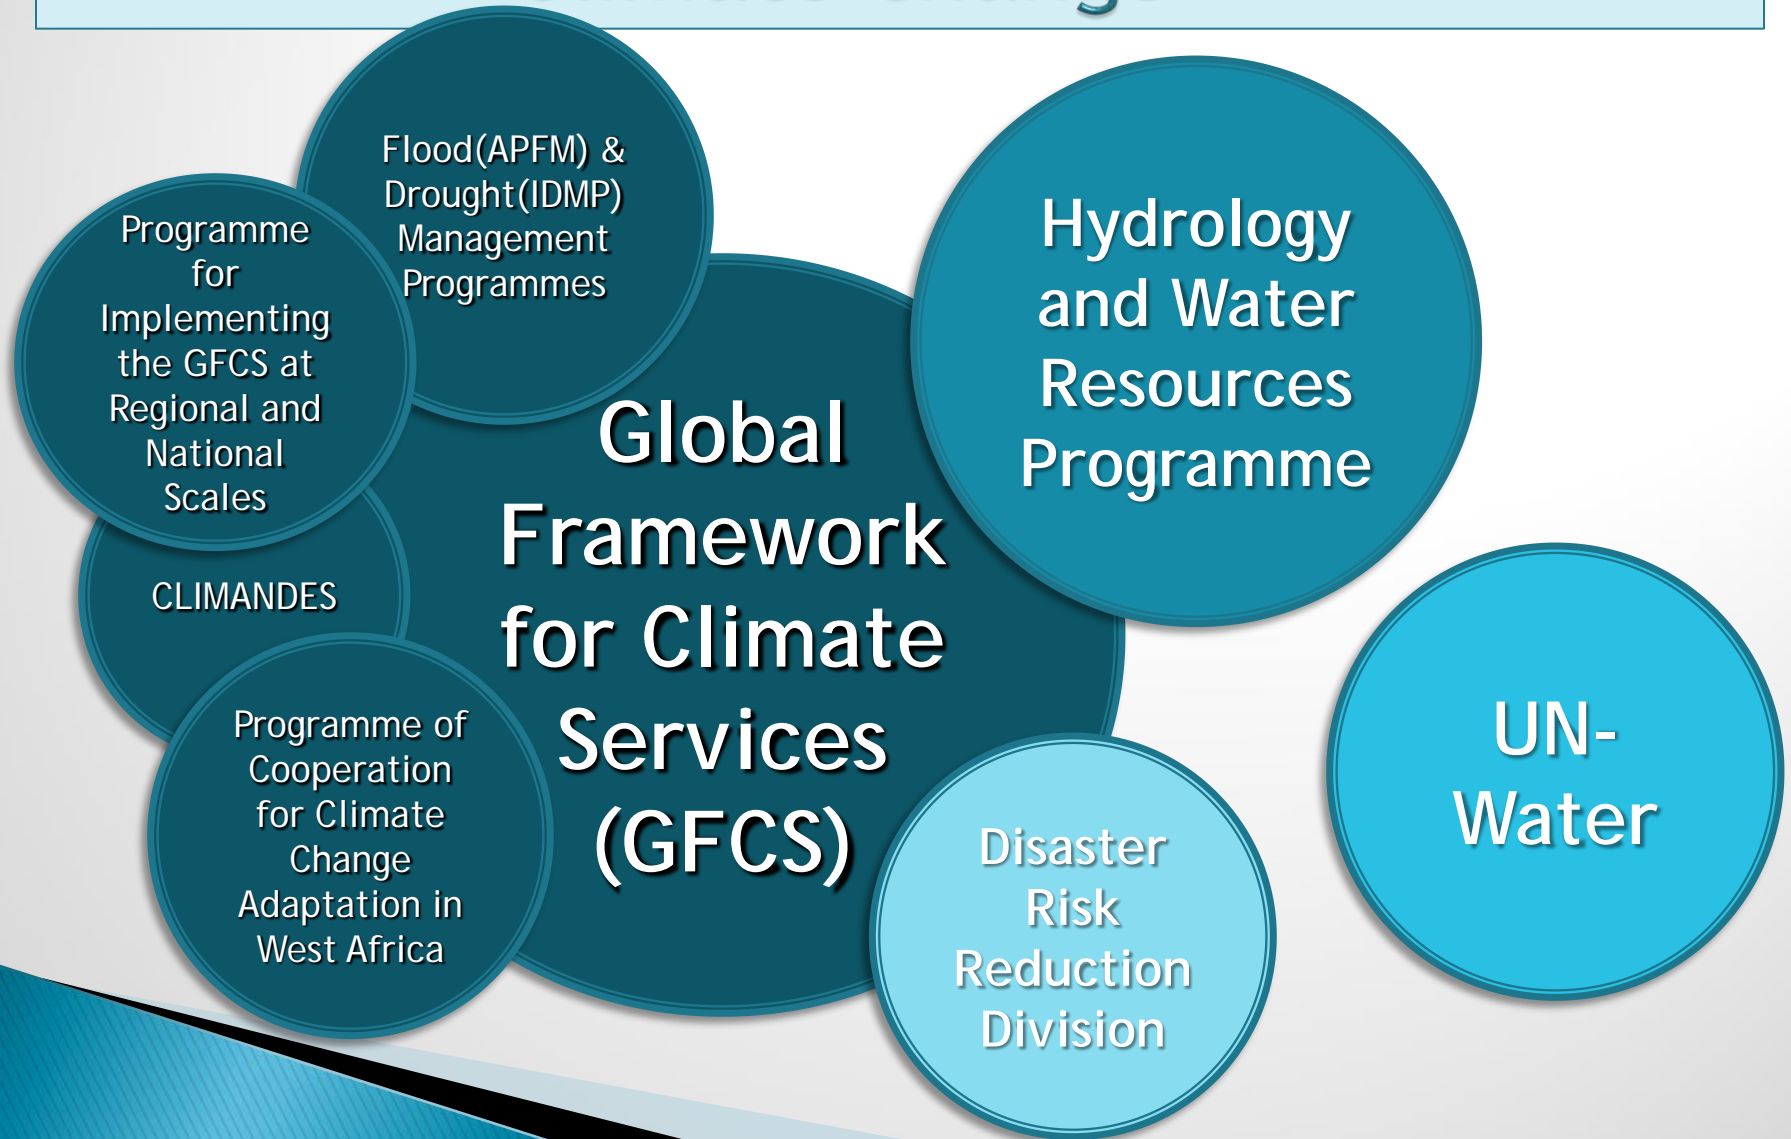 Flood(APFM) &
Drought(IDMP)
Management
Programmes
Programme
for
Implementing
the GFCS at
Regional and
National
Scales
CLIMANDES
Programme of
Cooperation
for Climate
Change
Adaptation in
West Africa
Global
Framework
for Climate
Services
(GFCS)
Hydrology
and Water
Resources
Programme
Disaster
Risk
Reduction
Division
UN-
Water